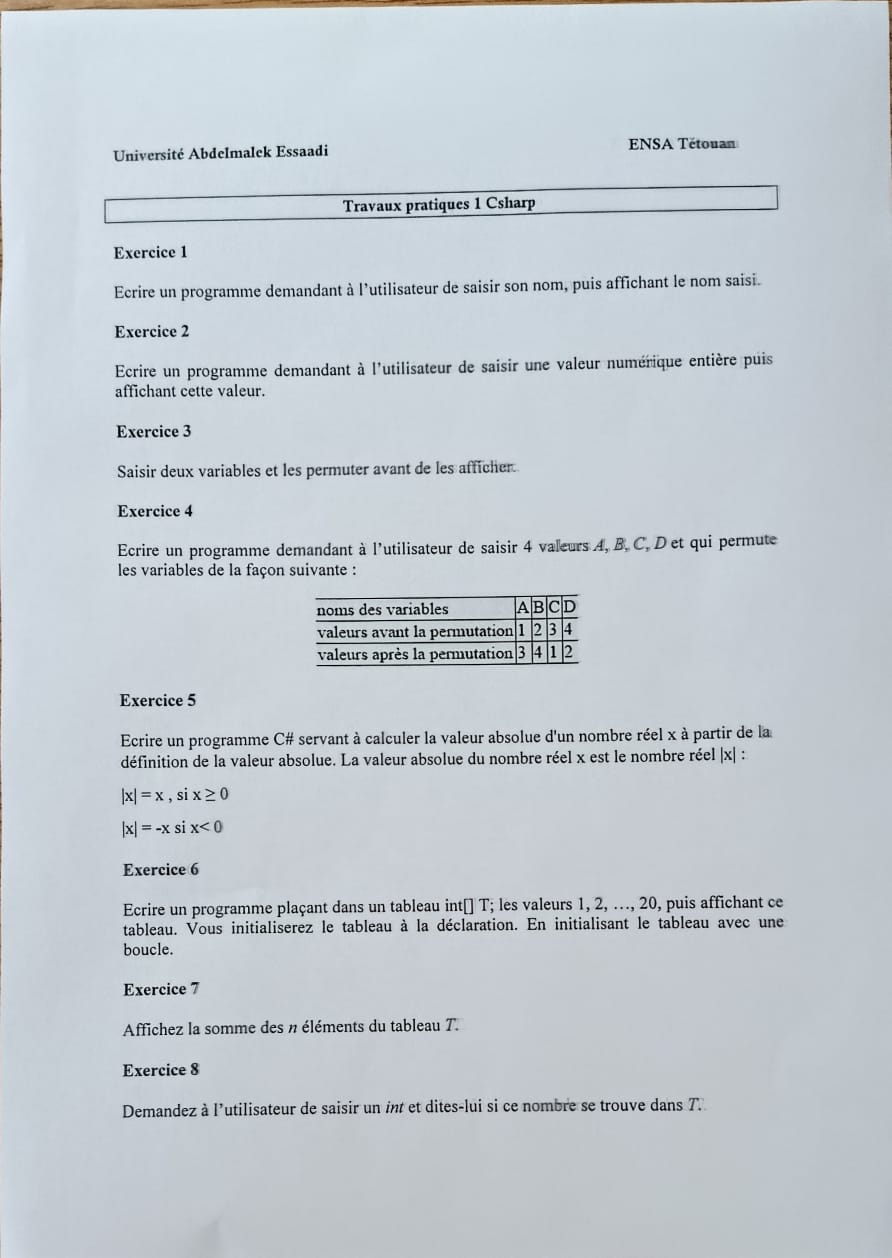 Université Abdelmalek Essaadi
ENSA Tétouan
Travaux pratiques 1 Csharp
Exercice 1
Ecrire un programme demandant à l'utilisateur de saisir son nom, puis affichant le nom saisi.
Exercice 2
Ecrire un programme demandant à l'utilisateur de saisir une valeur numérique entière puis
affichant cette valeur.
Exercice 3
Saisir deux variables et les permuter avant de les afficher.
Exercice 4
Ecrire un programme demandant à l'utilisateur de saisir 4 valeurs A, B, C, D et qui permute
les variables de la façon suivante :
noms des variables A B C D
valeurs avant la permutation 1 2 3 4
valeurs après la permutation 3 4 1 2
Exercice 5
Ecrire un programme C# servant à calculer la valeur absolue d'un nombre réel x à partir de la
définition de la valeur absolue. La valeur absolue du nombre réel x est le nombre réel |x| :
|x| = x , si x ≥ 0
|x| = -x si x< 0
Exercice 6
Ecrire un programme plaçant dans un tableau int[] T; les valeurs 1, 2, …, 20, puis affichant ce
tableau. Vous initialiserez le tableau à la déclaration. En initialisant le tableau avec une
boucle.
Exercice 7
Affichez la somme des n éléments du tableau T.
Exercice 8
Demandez à l'utilisateur de saisir un int et dites-lui si ce nombre se trouve dans T.